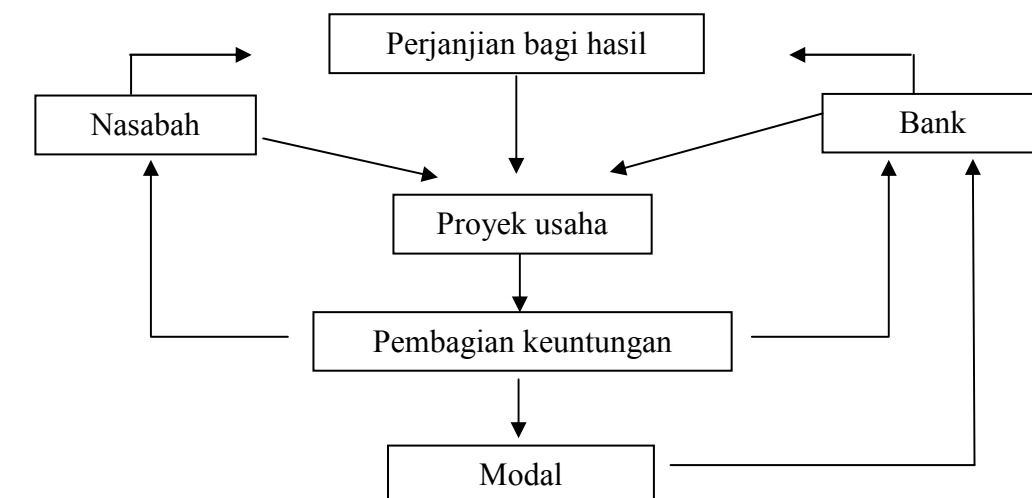 Perjanjian bagi hasil
Nasabah
Bank
Proyek usaha
Pembagian keuntungan
Modal